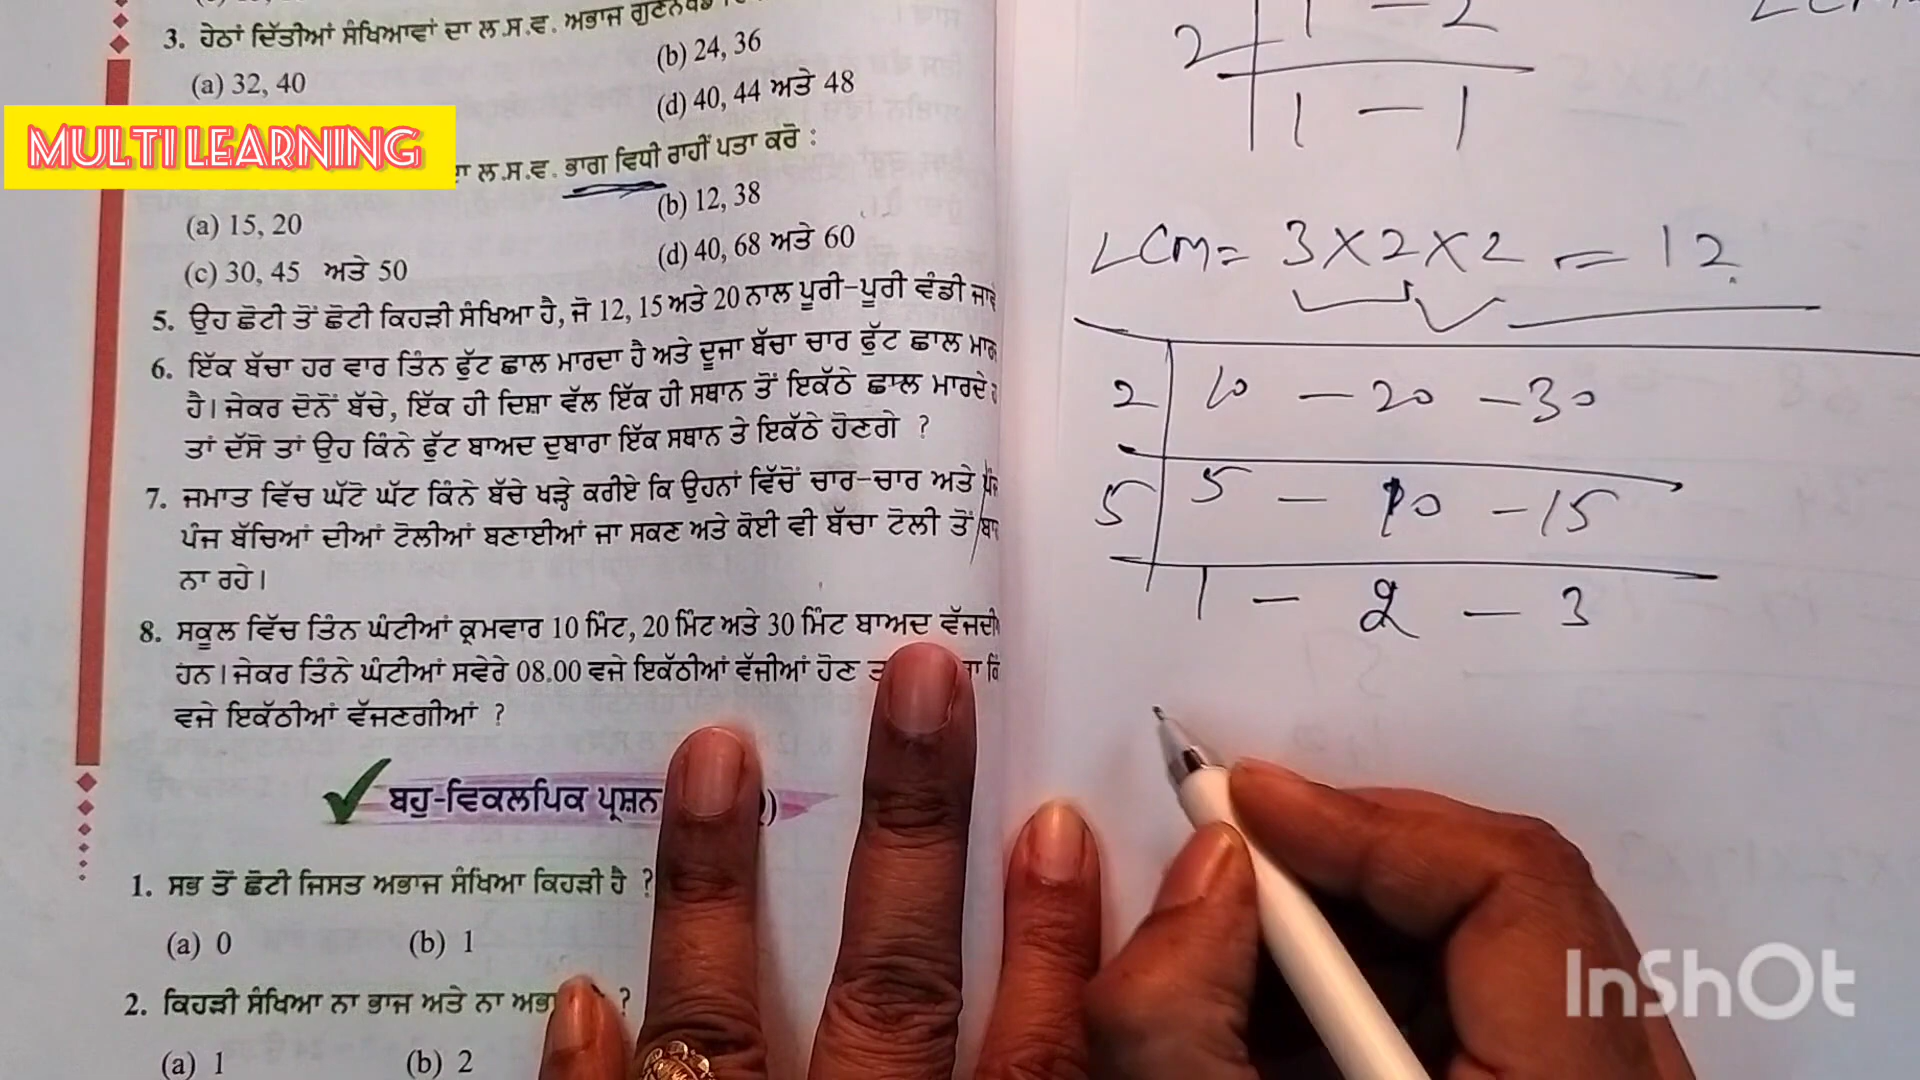 3. ਹੇਠਾਂ ਦਿੱਤੀਆਂ ਸੰਖਿਆਵਾਂ ਦਾ ਲ.ਸ.ਵ. ਅਭਾਜ
(a) 32, 40
(b) 24, 36
(d) 40, 44 ਅਤੇ 48
MULTI LEARNING
ਲ.ਸ.ਵ. ਭਾਗ ਵਿਧੀ ਰਾਹੀਂ ਪਤਾ ਕਰੋ :
(a) 15, 20
(b) 12, 38
(c) 30, 45 ਅਤੇ 50
(d) 40, 68 ਅਤੇ 60
5. ਉਹ ਛੋਟੀ ਤੋਂ ਛੋਟੀ ਕਿਹੜੀ ਸੰਖਿਆ ਹੈ, ਜੋ 12, 15 ਅਤੇ 20 ਨਾਲ ਪੂਰੀ-ਪੂਰੀ ਵੰਡੀ
6. ਇੱਕ ਬੱਚਾ ਹਰ ਵਾਰ ਤਿੰਨ ਫੁੱਟ ਛਾਲ ਮਾਰਦਾ ਹੈ ਅਤੇ ਦੂਜਾ ਬੱਚਾ ਚਾਰ ਫੁੱਟ ਛਾਲ
ਹੈ। ਜੇਕਰ ਦੋਨੋਂ ਬੱਚੇ, ਇੱਕ ਹੀ ਦਿਸ਼ਾ ਵੱਲ ਇੱਕ ਹੀ ਸਥਾਨ ਤੋਂ ਇਕੱਠੇ ਛਾਲ ਮਾਰਦੇ
ਤਾਂ ਦੱਸੋ ਤਾਂ ਉਹ ਕਿੰਨੇ ਫੁੱਟ ਬਾਅਦ ਦੁਬਾਰਾ ਇੱਕ ਸਥਾਨ ਤੇ ਇਕੱਠੇ ਹੋਣਗੇ ?
7. ਜਮਾਤ ਵਿੱਚ ਘੱਟੋ ਘੱਟ ਕਿੰਨੇ ਬੱਚੇ ਖੜ੍ਹੇ ਕਰੀਏ ਕਿ ਉਹਨਾਂ ਵਿੱਚੋਂ ਚਾਰ-ਚਾਰ ਅਤੇ
ਪੰਜ ਬੱਚਿਆਂ ਦੀਆਂ ਟੋਲੀਆਂ ਬਣਾਈਆਂ ਜਾ ਸਕਣ ਅਤੇ ਕੋਈ ਵੀ ਬੱਚਾ ਟੋਲੀ ਤੋਂ
ਨਾ ਰਹੇ।
8. ਸਕੂਲ ਵਿੱਚ ਤਿੰਨ ਘੰਟੀਆਂ ਕ੍ਰਮਵਾਰ 10 ਮਿੰਟ, 20 ਮਿੰਟ ਅਤੇ 30 ਮਿੰਟ ਬਾਅਦ
ਹਨ। ਜੇਕਰ ਤਿੰਨੇ ਘੰਟੀਆਂ ਸਵੇਰੇ 08.00 ਵਜੇ ਇਕੱਠੀਆਂ ਵੱਜੀਆਂ ਹੋਣ
ਵਜੇ ਇਕੱਠੀਆਂ ਵੱਜਣਗੀਆਂ ?
ਬਹੁ-ਵਿਕਲਪਿਕ ਪ੍ਰਸ਼ਨ
1. ਸਭ ਤੋਂ ਛੋਟੀ ਜਿਸਤ ਅਭਾਜ ਸੰਖਿਆ ਕਿਹੜੀ ਹੈ ?
(a) 0 (b) 1
2. ਕਿਹੜੀ ਸੰਖਿਆ ਨਾ ਭਾਜ ਅਤੇ ਨਾ ?
(a) 1 (b) 2
1 - 2
2
1 - 1
LCM = 3 X 2 X 2 = 12
2 10 - 20 - 30
5 5 - 10 - 15
1 - 2 - 3
InShOt